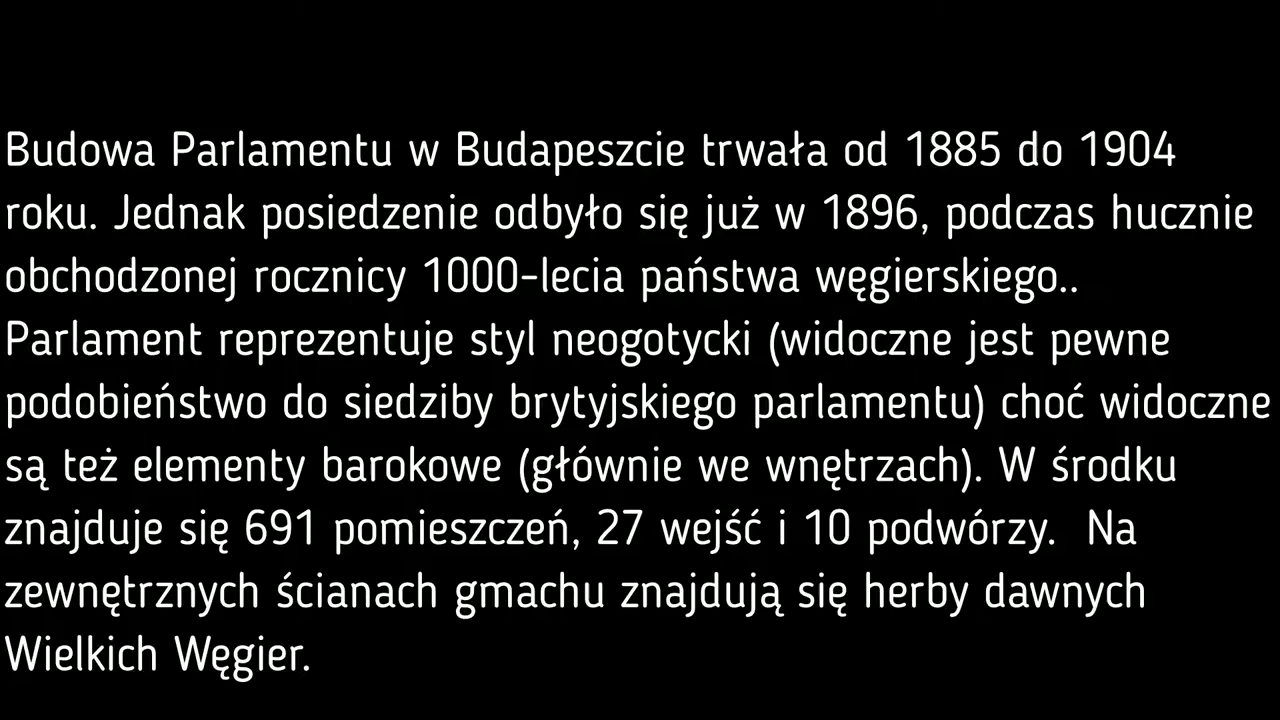 Budowa Parlamentu w Budapeszcie trwała od 1885 do 1904
roku. Jednak posiedzenie odbyło się już w 1896, podczas hucznie
obchodzonej rocznicy 1000-lecia państwa węgierskiego..
Parlament reprezentuje styl neogotycki (widoczne jest pewne
podobieństwo do siedziby brytyjskiego parlamentu) choć widoczne
są też elementy barokowe (głównie we wnętrzach). W środku
znajduje się 691 pomieszczeń, 27 wejść i 10 podwórzy.  Na
zewnętrznych ścianach gmachu znajdują się herby dawnych
Wielkich Węgier.